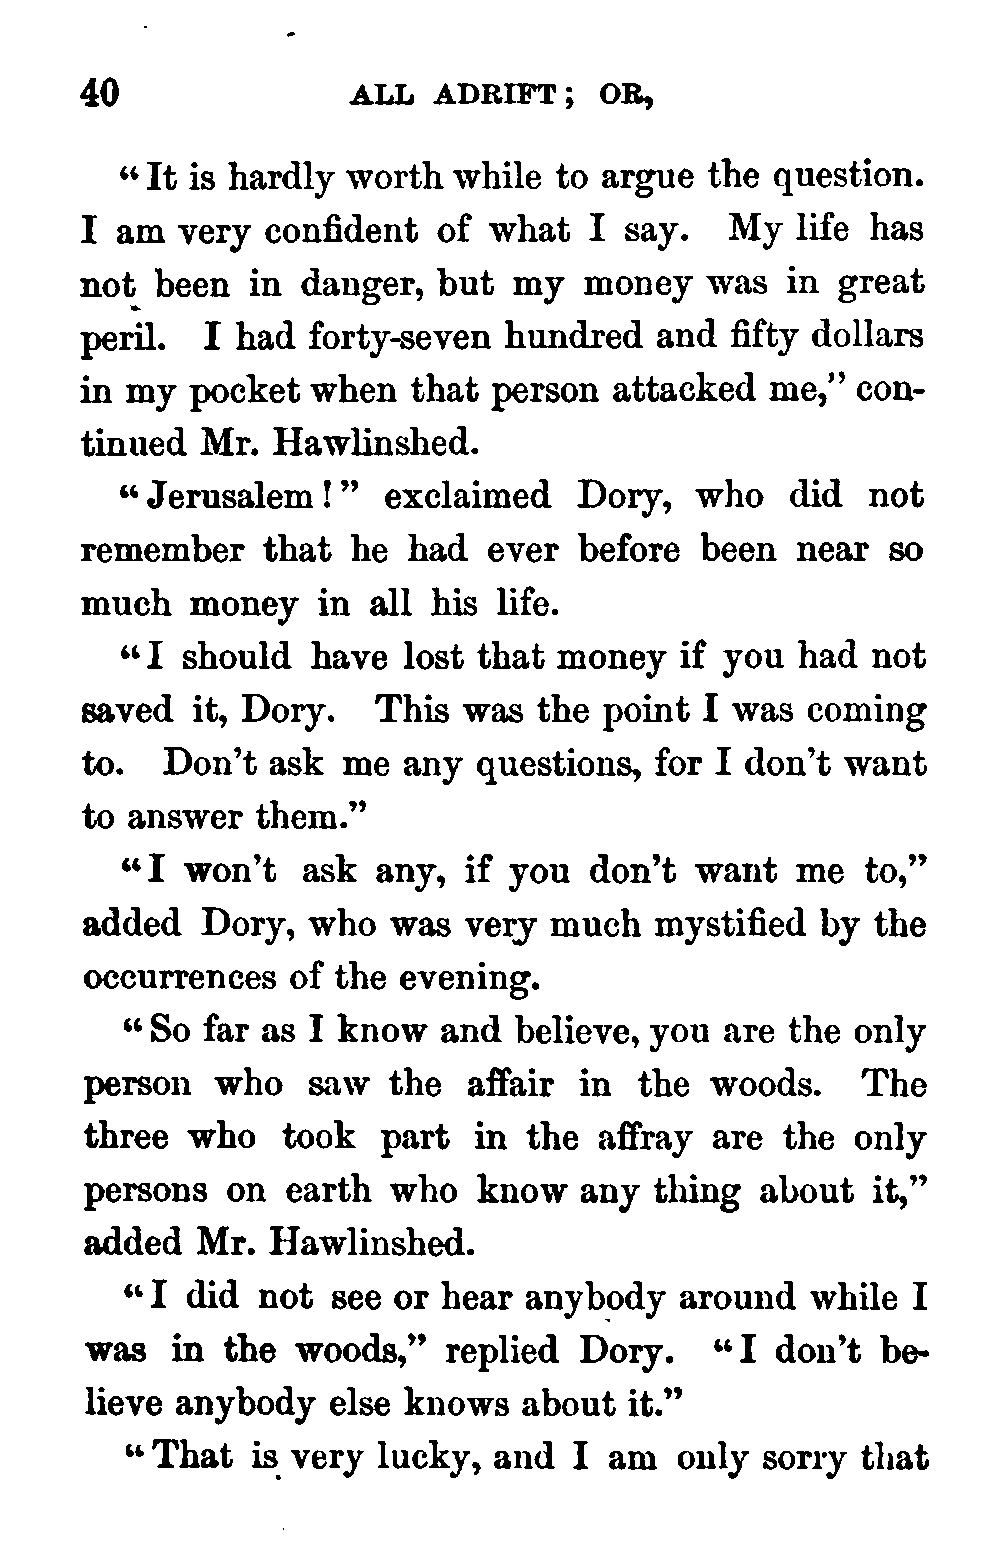 40 ALL ADRIFT; OR,
"It is hardly worth while to argue the question.
I am very confident of what I say. My life has
not been in danger, but my money was in great
peril. I had forty-seven hundred and fifty dollars
in my pocket when that person attacked me," con-
tinued Mr. Hawlinshed.
"Jerusalem!" exclaimed Dory, who did not
remember that he had ever before been near so
much money in all his life.
"I should have lost that money if you had not
saved it, Dory. This was the point I was coming
to. Don't ask me any questions, for I don't want
to answer them."
"I won't ask any, if you don't want me to,"
added Dory, who was very much mystified by the
occurrences of the evening.
"So far as I know and believe, you are the only
person who saw the affair in the woods. The
three who took part in the affray are the only
persons on earth who know any thing about it,"
added Mr. Hawlinshed.
"I did not see or hear anybody around while I
was in the woods," replied Dory. "I don't be-
lieve anybody else knows about it."
"That is very lucky, and I am only sorry that